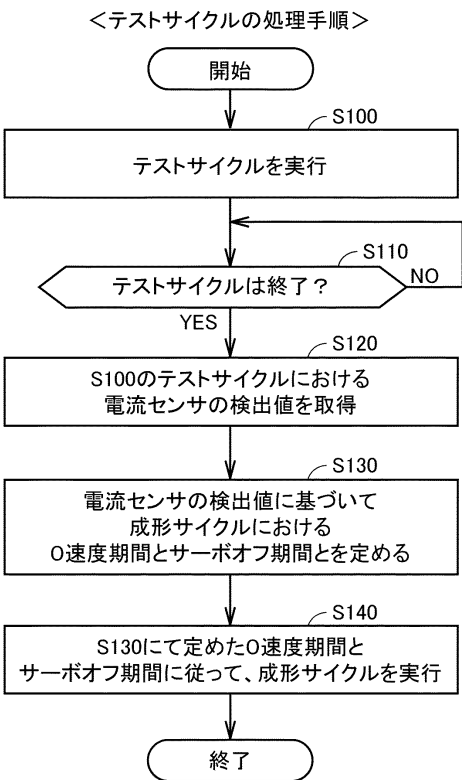 <テストサイクルの処理手順>
開始
S100
テストサイクルを実行
S110
テストサイクルは終了？
NO
YES
S120
S100のテストサイクルにおける
電流センサの検出値を取得
S130
電流センサの検出値に基づいて
成形サイクルにおける
0速度期間とサーボオフ期間とを定める
S140
S130にて定めた0速度期間と
サーボオフ期間に従って、成形サイクルを実行
終了